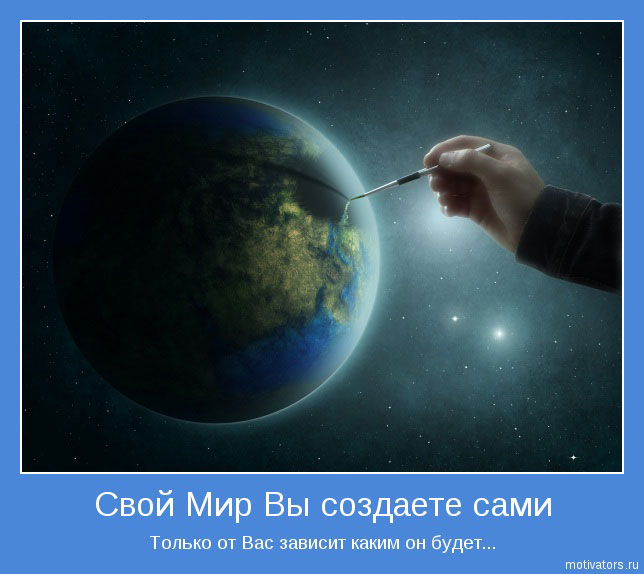 Свой Мир Вы создаете сами
Только от Вас зависит каким он будет...
motivators.ru